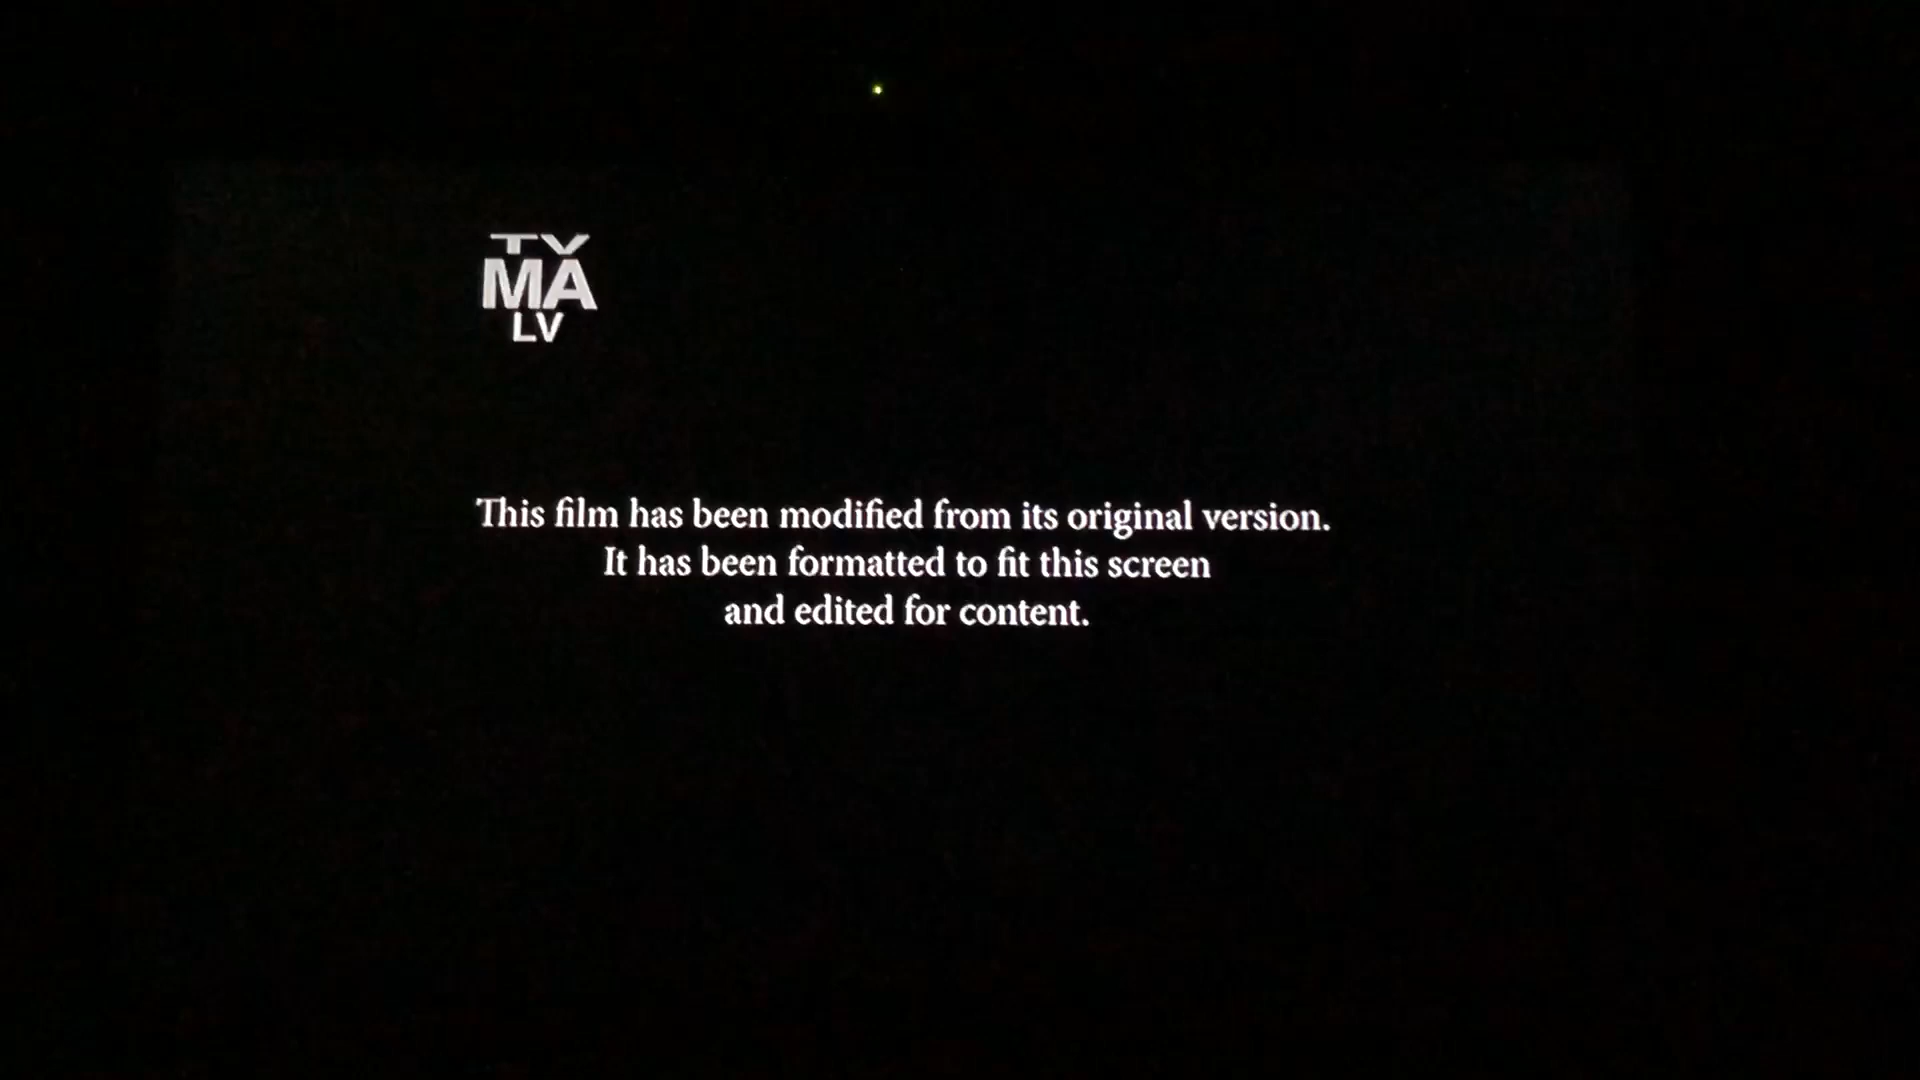 TV
MA
LV
This film has been modified from its original version.
It has been formatted to fit this screen
and edited for content.